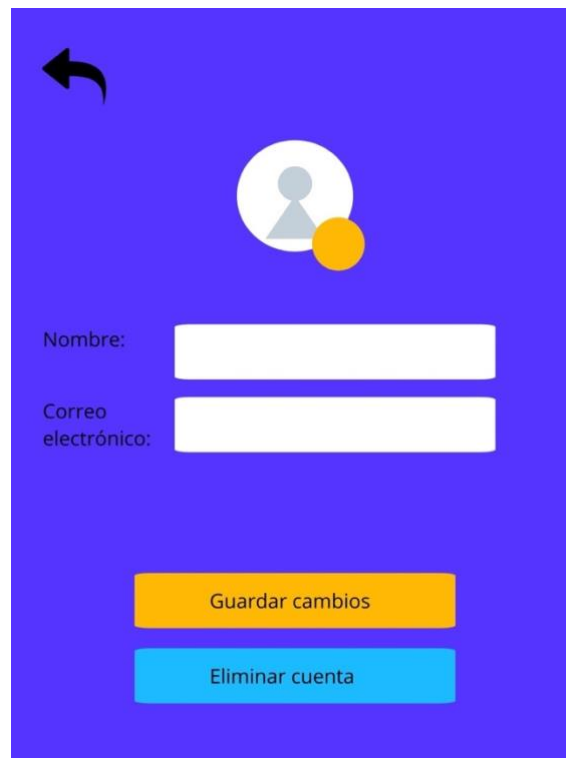 Nombre:
Correo
electrónico:
Guardar cambios
Eliminar cuenta